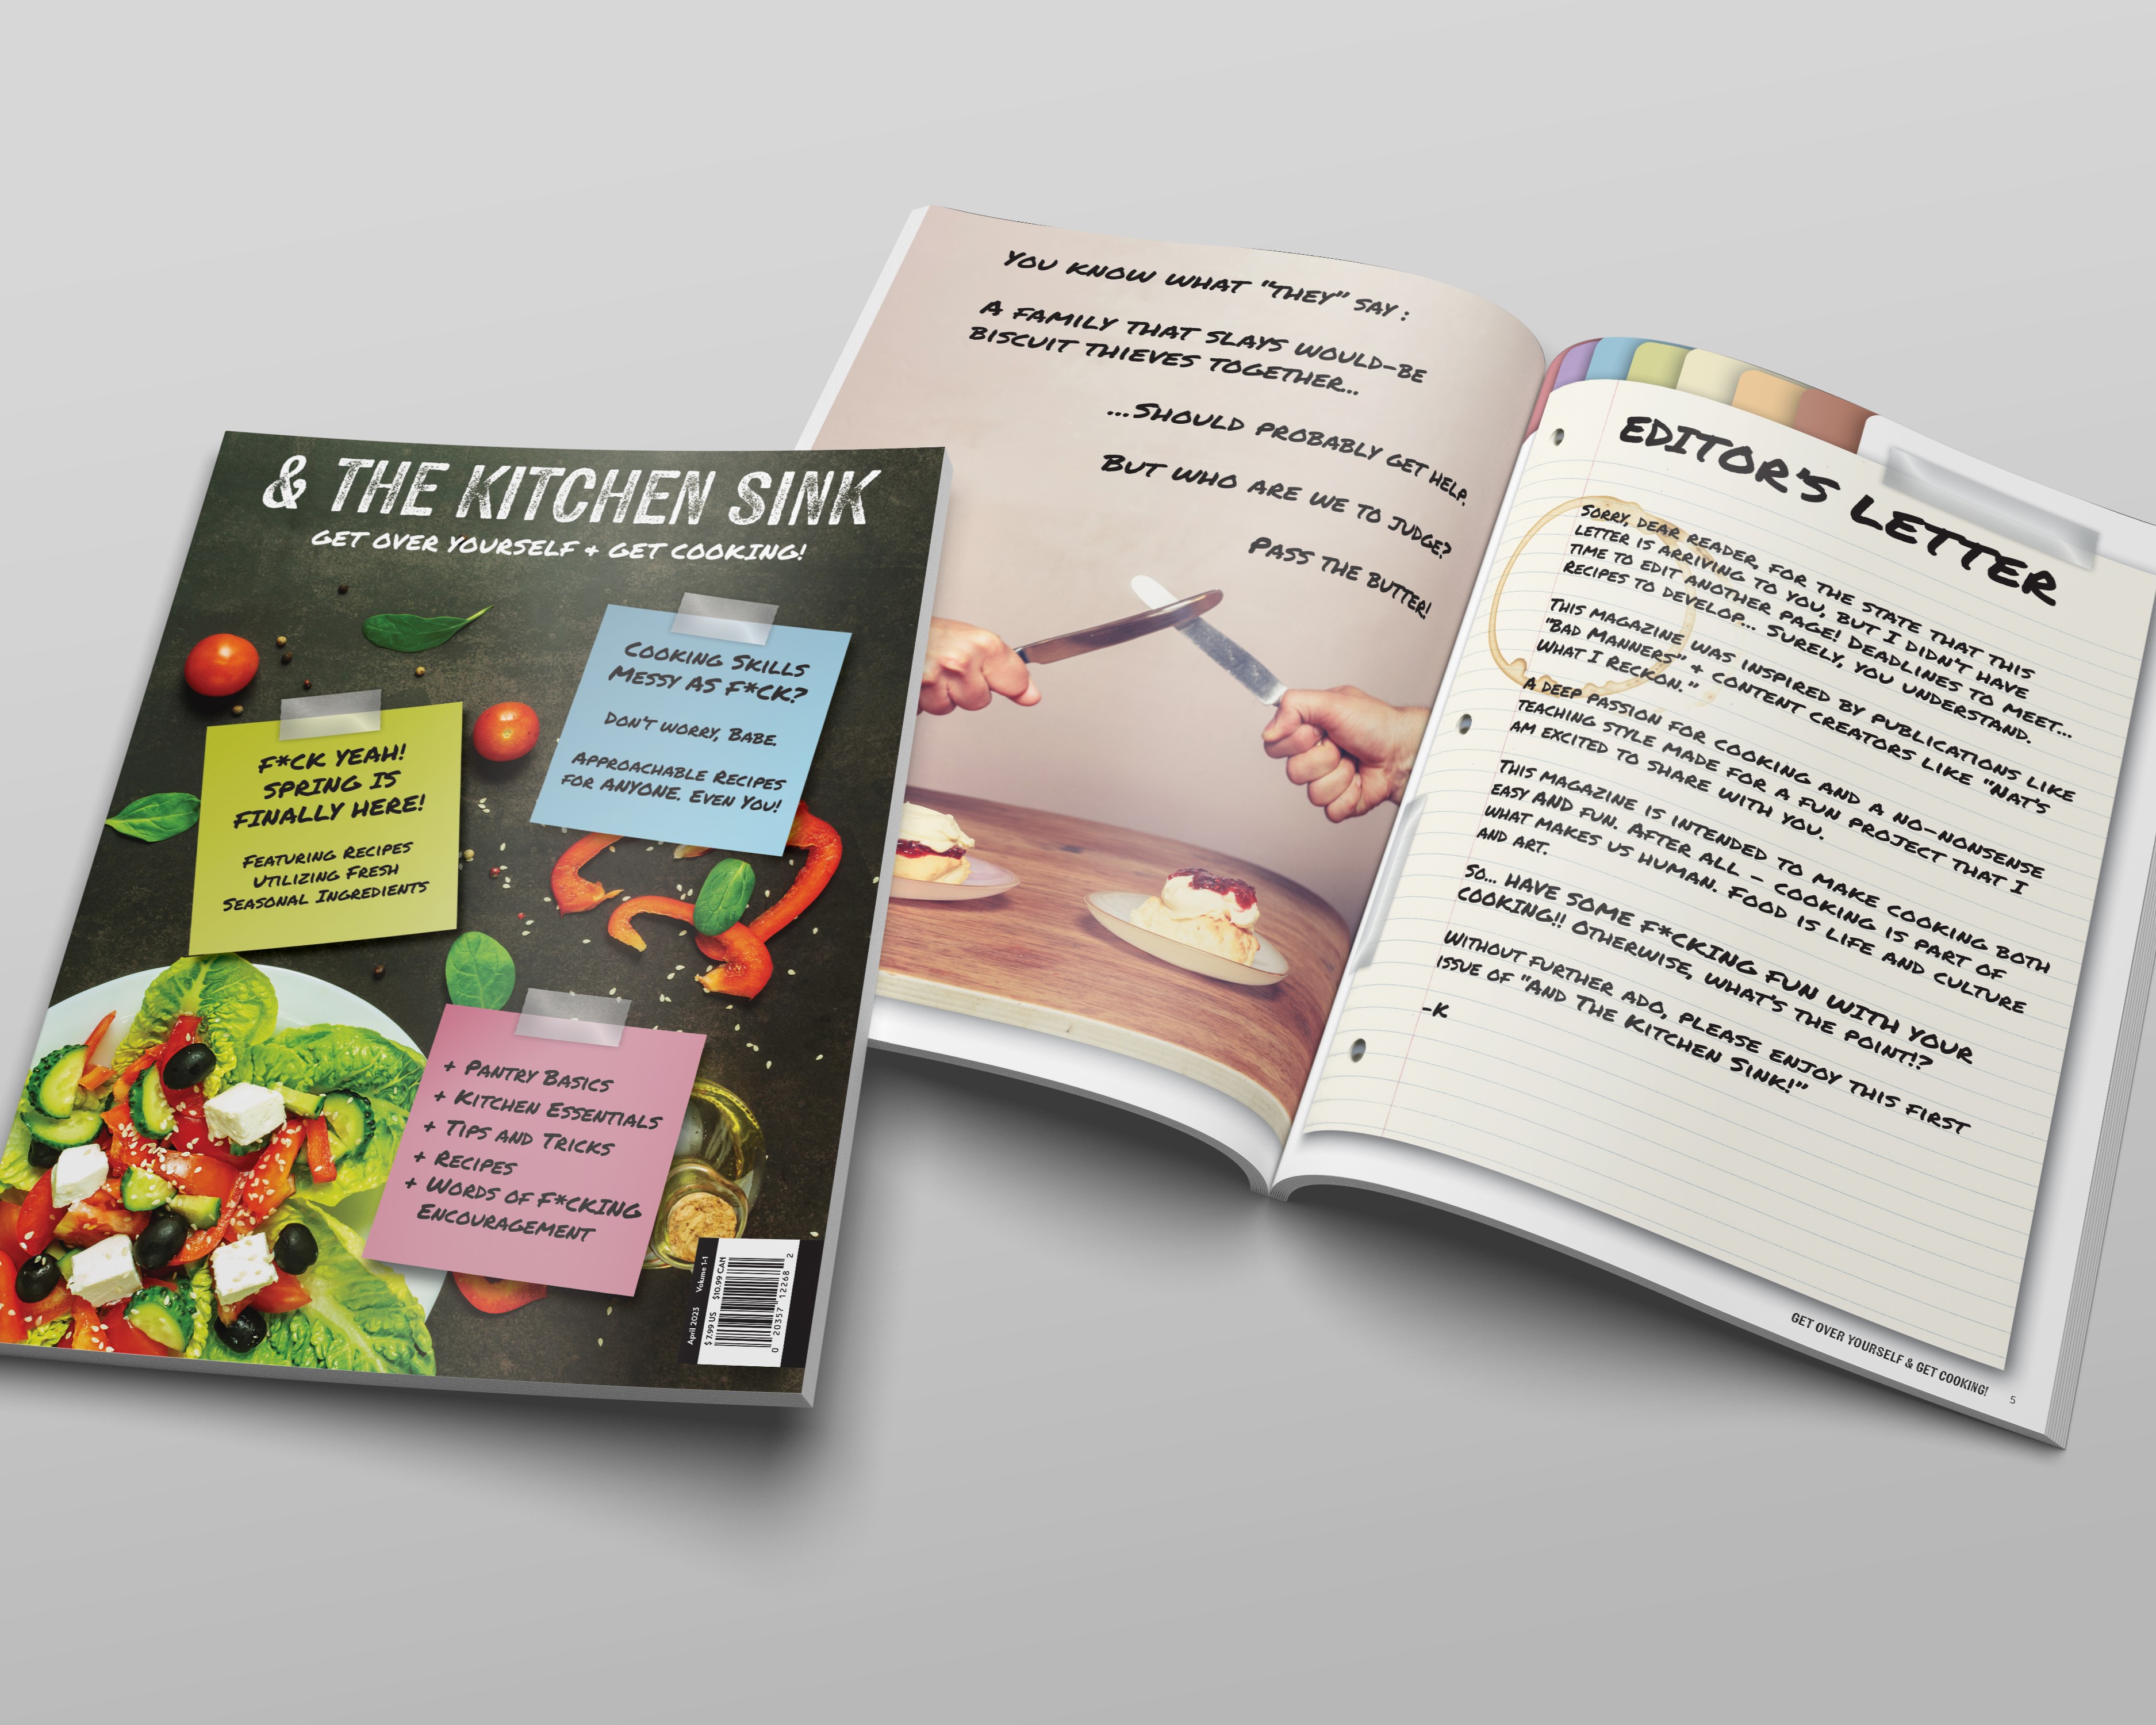 & THE KITCHEN SINK
GET OVER YOURSELF + GET COOKING!
COOKING SKILLS
MESSY AS F*CK?
DON'T WORRY, BABE.
APPROACHABLE RECIPES
FOR ANYONE. EVEN YOU!
F*CK YEAH!
SPRING IS
FINALLY HERE!
FEATURING RECIPES
UTILIZING FRESH
SEASONAL INGREDIENTS
+ PANTRY BASICS
+ KITCHEN ESSENTIALS
+ TIPS AND TRICKS
+ RECIPES
+ WORDS OF F*CKING
ENCOURAGEMENT
April 2023 Volume 1-1
$7.99 US $10.99 CAN
0 20357 12268 2
YOU KNOW WHAT "THEY" SAY:
A FAMILY THAT SLAYS WOULD-BE
BISCUIT THIEVES TOGETHER...
...SHOULD PROBABLY GET HELP.
BUT WHO ARE WE TO JUDGE?
PASS THE BUTTER!
EDITOR'S LETTER
SORRY, DEAR READER, FOR THE STATE THAT THIS
LETTER IS ARRIVING TO YOU, BUT I DIDN'T HAVE
TIME TO EDIT ANOTHER PAGE! DEADLINES TO MEET...
RECIPES TO DEVELOP... SURELY, YOU UNDERSTAND.
THIS MAGAZINE WAS INSPIRED BY PUBLICATIONS LIKE
"BAD MANNERS" + CONTENT CREATORS LIKE "NAT'S
WHAT I RECKON."
A DEEP PASSION FOR COOKING AND A NO-NONSENSE
TEACHING STYLE MADE FOR A FUN PROJECT THAT I
AM EXCITED TO SHARE WITH YOU.
THIS MAGAZINE IS INTENDED TO MAKE COOKING BOTH
EASY AND FUN. AFTER ALL - COOKING IS PART OF
WHAT MAKES US HUMAN. FOOD IS LIFE AND CULTURE
AND ART.
SO... HAVE SOME F*CKING FUN WITH YOUR
COOKING!! OTHERWISE, WHAT'S THE POINT!?
WITHOUT FURTHER ADO, PLEASE ENJOY THIS FIRST
ISSUE OF "AND THE KITCHEN SINK!"
-K
GET OVER YOURSELF & GET COOKING! 5